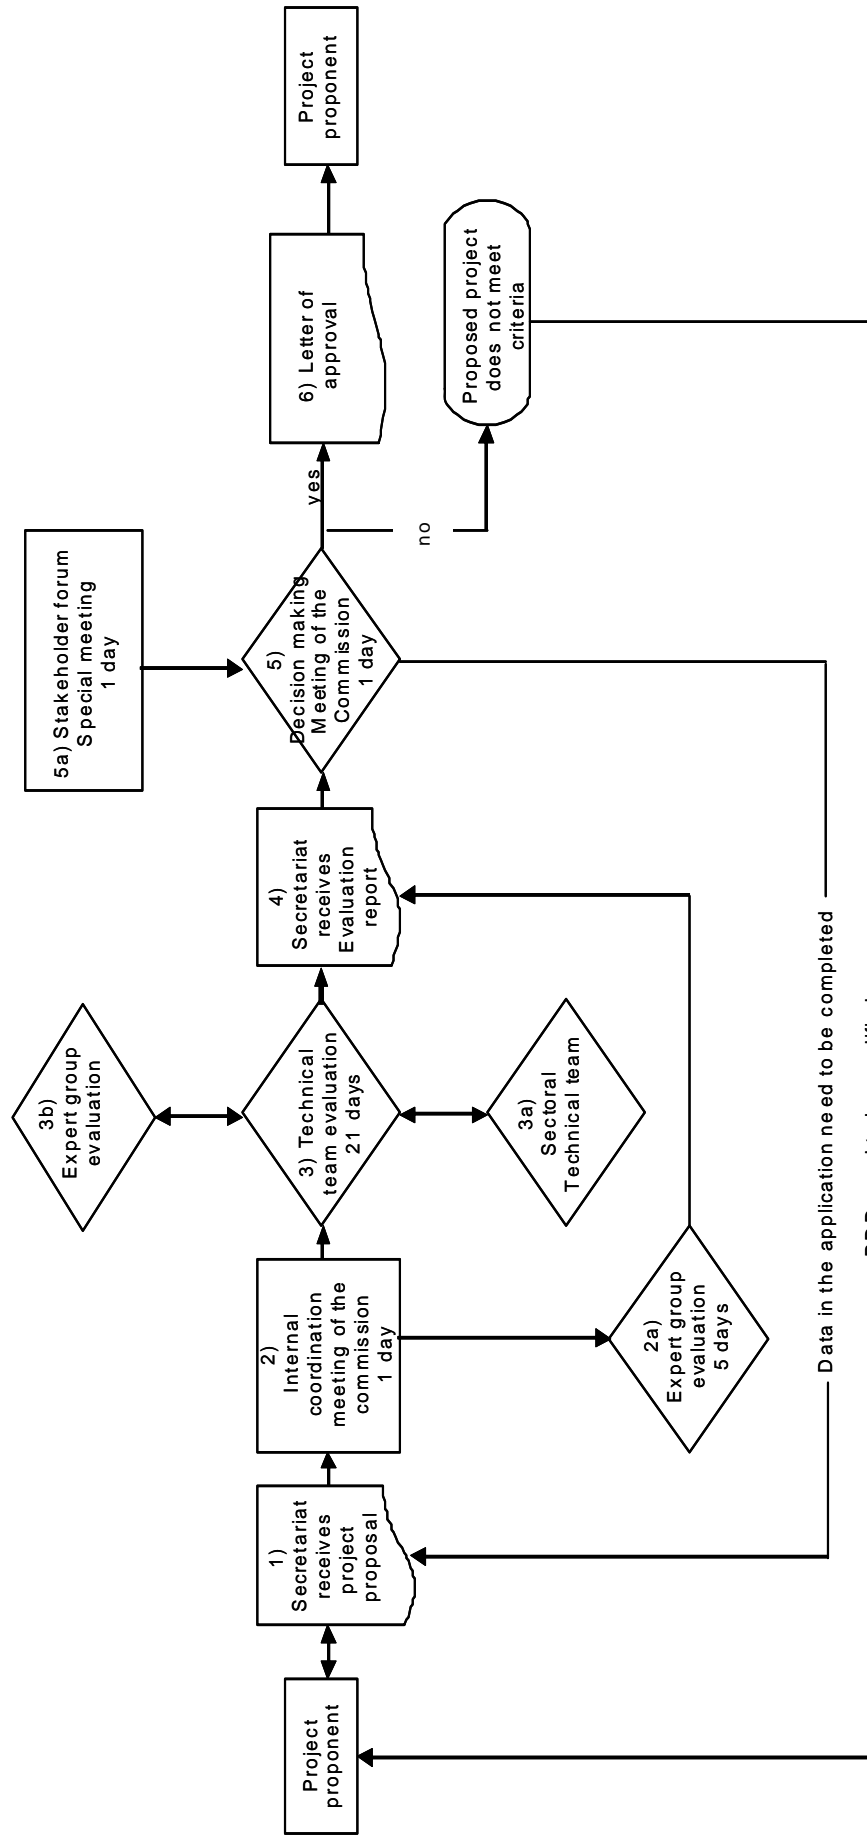 Project
proponent
1)
Secretariat
receives
project
proposal
2)
Internal
coordination
meeting of the
commission
1 day
2a)
Expert group
evaluation
5 days
3b)
Expert group
evaluation
3) Technical
team evaluation
21 days
3a)
Sectoral
Technical team
4)
Secretariat
receives
Evaluation
report
5a) Stakeholder forum
Special meeting
1 day
5)
Decision making
Meeting of the
Commission
1 day
yes
no
6) Letter of
approval
Proposed project
does not meet
criteria
Project
proponent
Data in the application need to be completed